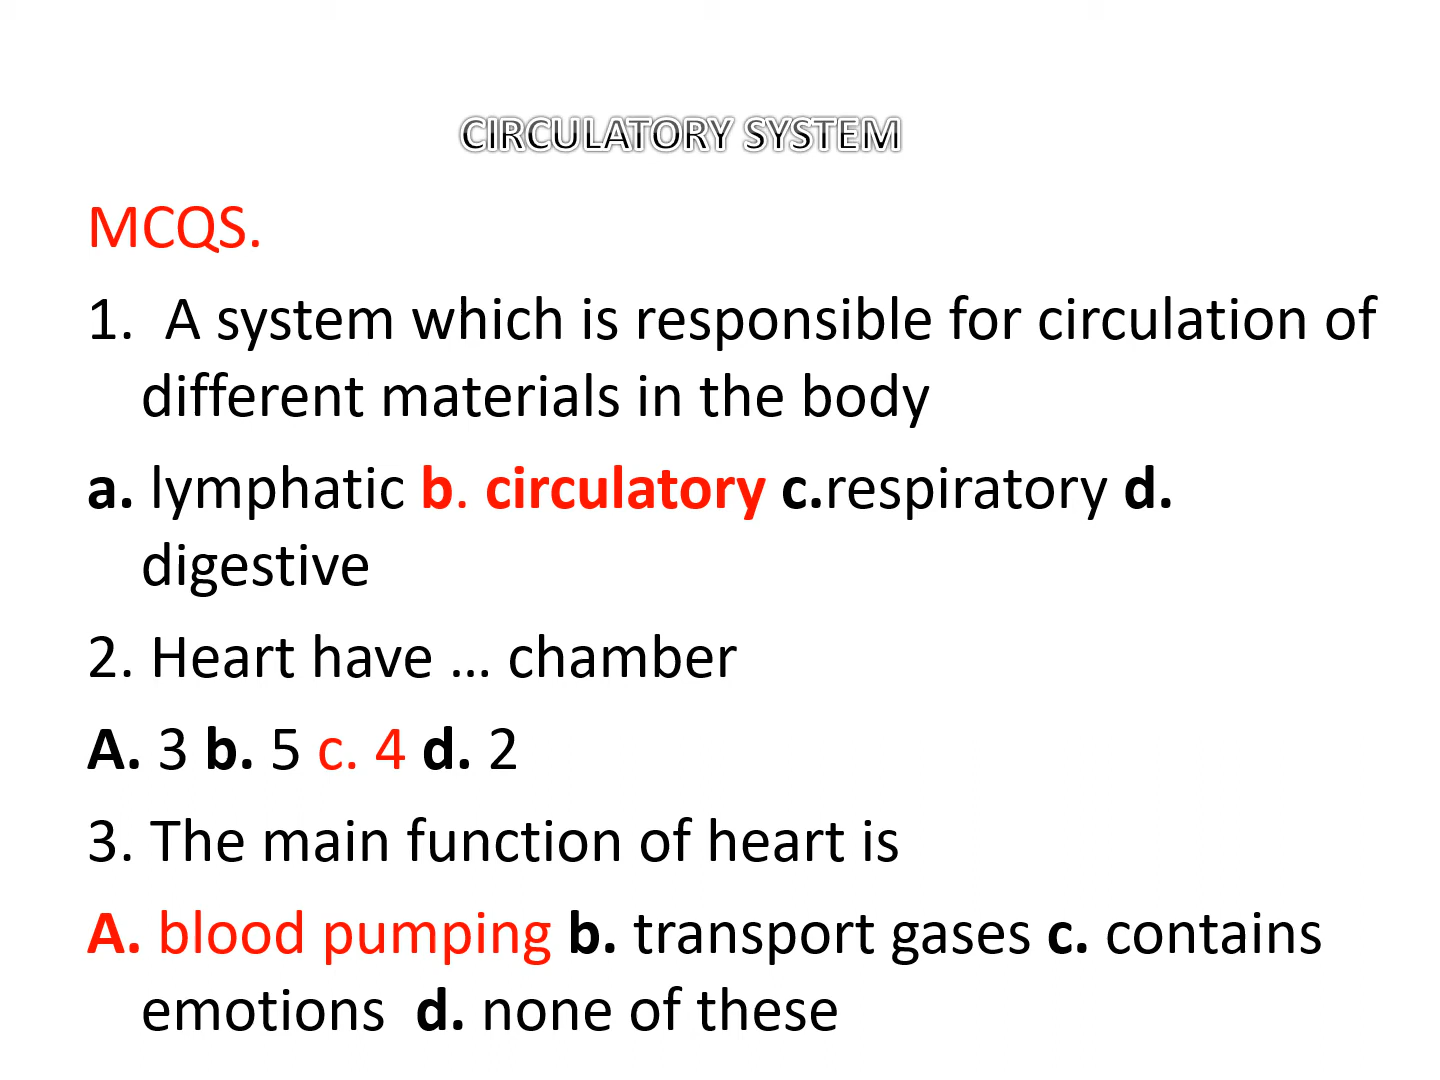 CIRCULATORY SYSTEM
MCQS.
1.  A system which is responsible for circulation of
different materials in the body
a. lymphatic b. circulatory c.respiratory d.
digestive
2. Heart have … chamber
A. 3 b. 5 c. 4 d. 2
3. The main function of heart is
A. blood pumping b. transport gases c. contains
emotions  d. none of these